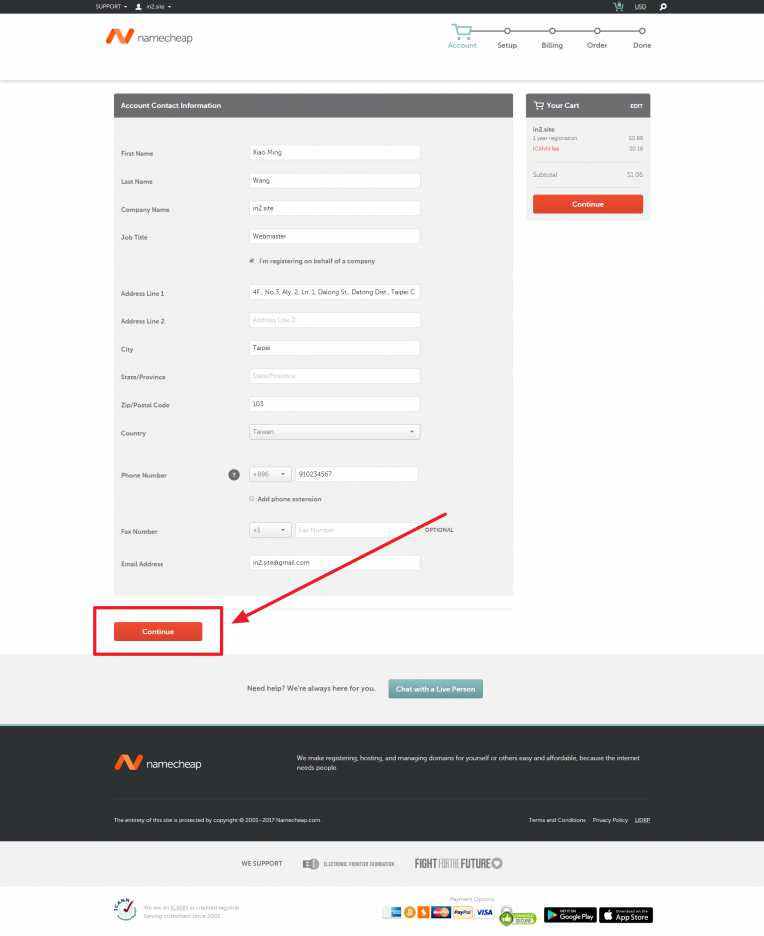 SUPPORT
in2.site
USD
namecheap
Account
Setup
Billing
Order
Done
Account Contact Information
First Name
Xiao Ming
Last Name
Wang
Company Name
in2.site
Job Title
Webmaster
I'm registering on behalf of a company
Address Line 1
4F., No.3, Aly. 2, Ln. 1, Dalong St., Datong Dist., Taipei C
Address Line 2
Address Line 2
City
Taipei
State/Province
State/Province
Zip/Postal Code
103
Country
Taiwan
Phone Number
?
+886
910234567
Add phone extension
Fax Number
+1
Fax Number
OPTIONAL
Email Address
in2.site@gmail.com
Continue
Your Cart
EDIT
in2.site
1 year registration
$0.88
ICANN fee
$0.18
Subtotal
$1.06
Continue
Need help? We're always here for you.
Chat with a Live Person
namecheap
We make registering, hosting, and managing domains for yourself or others easy and affordable, because the internet
needs people.
The entirety of this site is protected by copyright © 2001–2017 Namecheap.com.
Terms and Conditions
Privacy Policy
UDRP
WE SUPPORT
ELECTRONIC FRONTIER FOUNDATION
FIGHT FOR THE FUTURE
ICANN
We are an ICANN accredited registrar.
Serving customers since 2001.
Payment Options
PayPal
VISA
GET IT ON
Google Play
Download on the
App Store